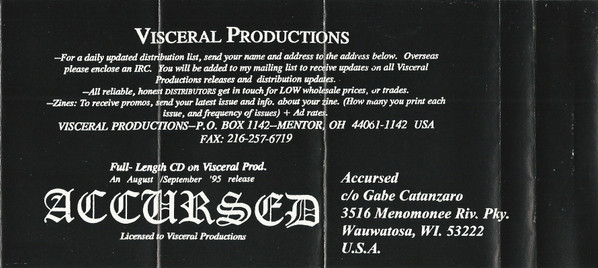 VISCERAL PRODUCTIONS
—For a daily updated distribution list, send your name and address to the address below. Overseas
please enclose an IRC. You will be added to my mailing list to receive updates on all Visceral
Productions releases and distribution updates.
—All reliable, honest DISTRIBUTORS get in touch for LOW wholesale prices, or trades.
—Zines: To receive promos, send your latest issue and info. about your zine. (How many you print each
issue, and frequency of issues) + Ad rates.
VISCERAL PRODUCTIONS—P.O. BOX 1142—MENTOR, OH 44061-1142 USA
FAX: 216-257-6719
Full- Length CD on Visceral Prod.
An August /September '95 release
ACCURSED
Licensed to Visceral Productions
Accursed
c/o Gabe Catanzaro
3516 Menomonee Riv. Pky.
Wauwatosa, WI. 53222
U.S.A.